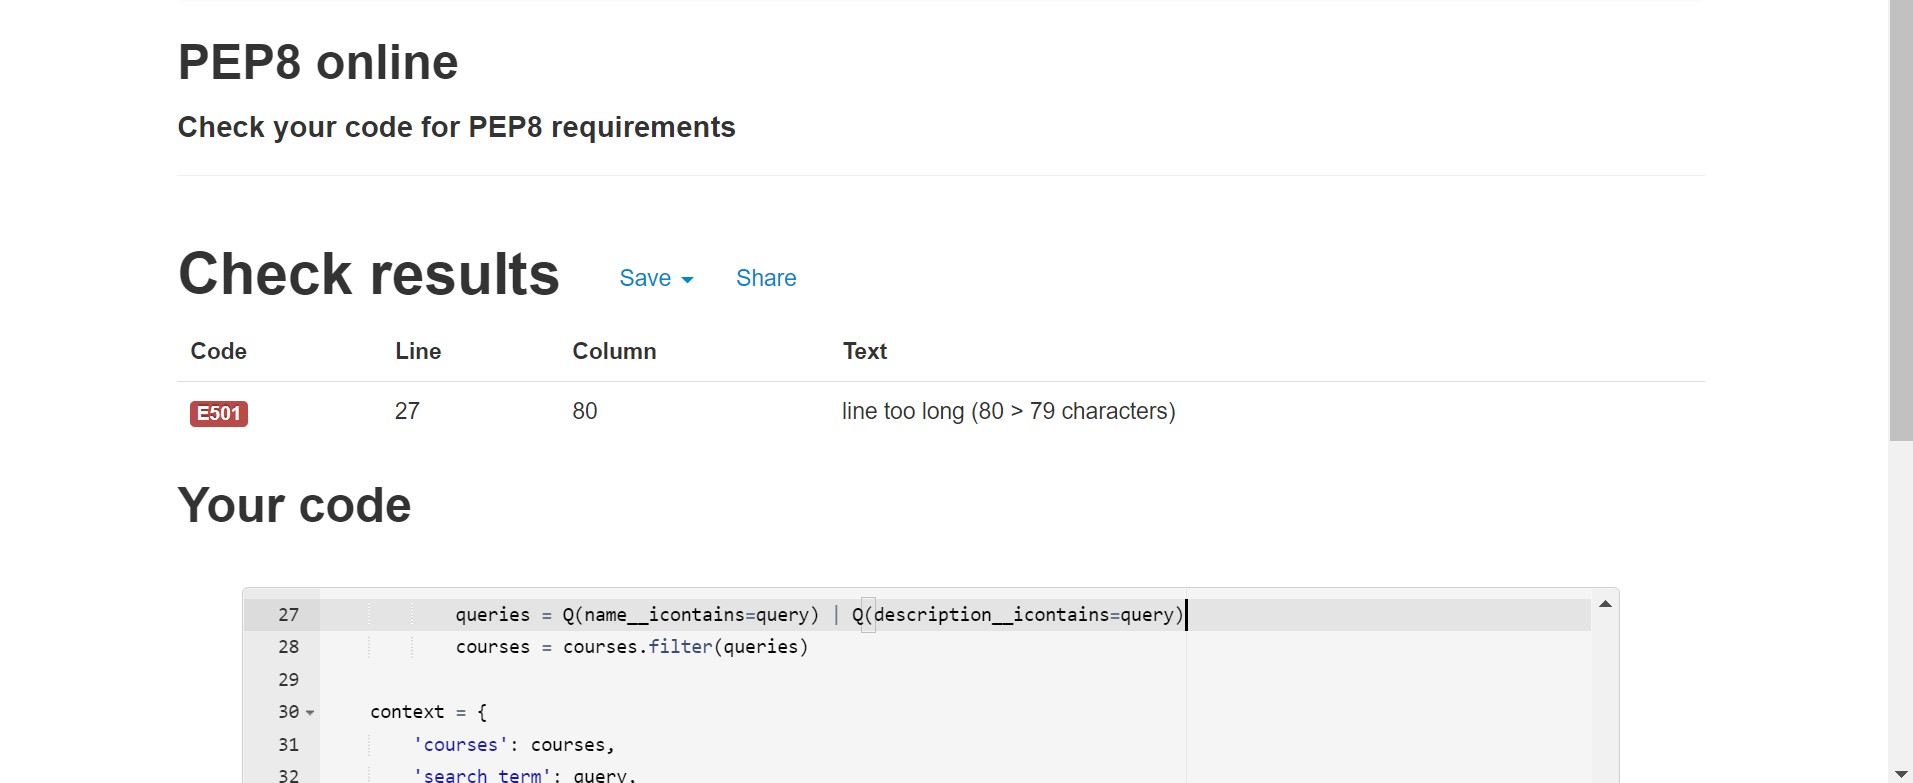 PEP8 online
Check your code for PEP8 requirements
Check results Save Share
Code Line Column Text
E501 27 80 line too long (80 > 79 characters)
Your code
27 queries = Q(name__icontains=query) | Q(description__icontains=query)
28 courses = courses.filter(queries)
29
30 context = {
31 'courses': courses,
32 'search_term': query,